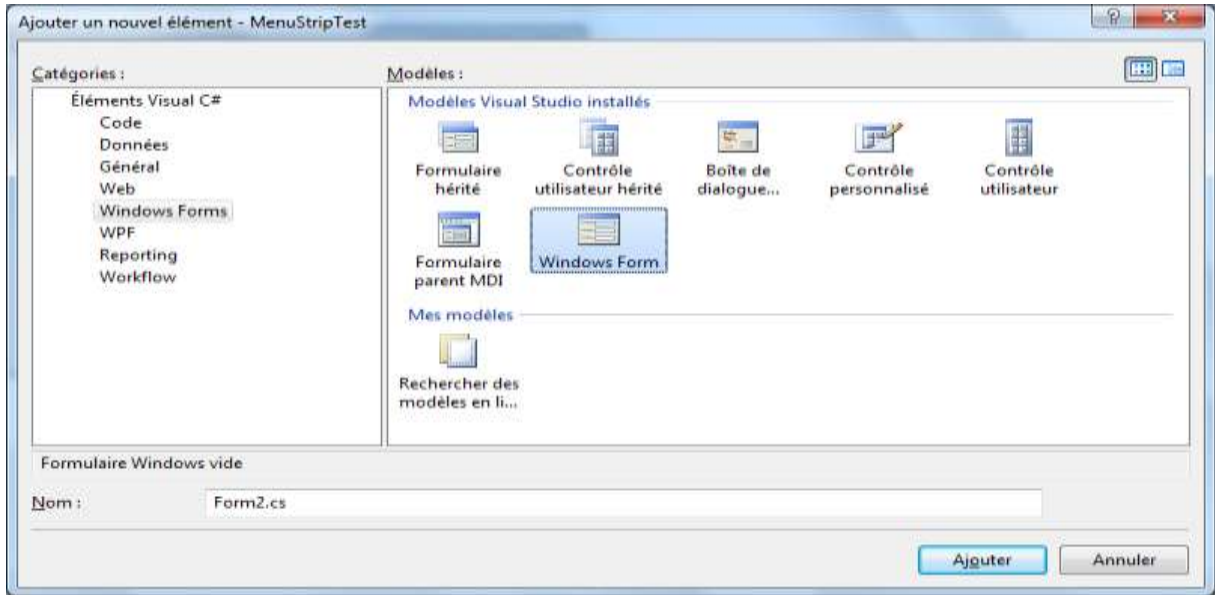 Ajouter un nouvel élément - MenuStripTest
Catégories :
Éléments Visual C#
Code
Données
Général
Web
Windows Forms
WPF
Reporting
Workflow
Modèles :
Modèles Visual Studio installés
Formulaire
hérité
Contrôle
utilisateur hérité
Boîte de
dialogue...
Contrôle
personnalisé
Contrôle
utilisateur
Formulaire
parent MDI
Windows Form
Mes modèles
Rechercher des
modèles en li...
Formulaire Windows vide
Nom :
Form2.cs
Ajouter
Annuler